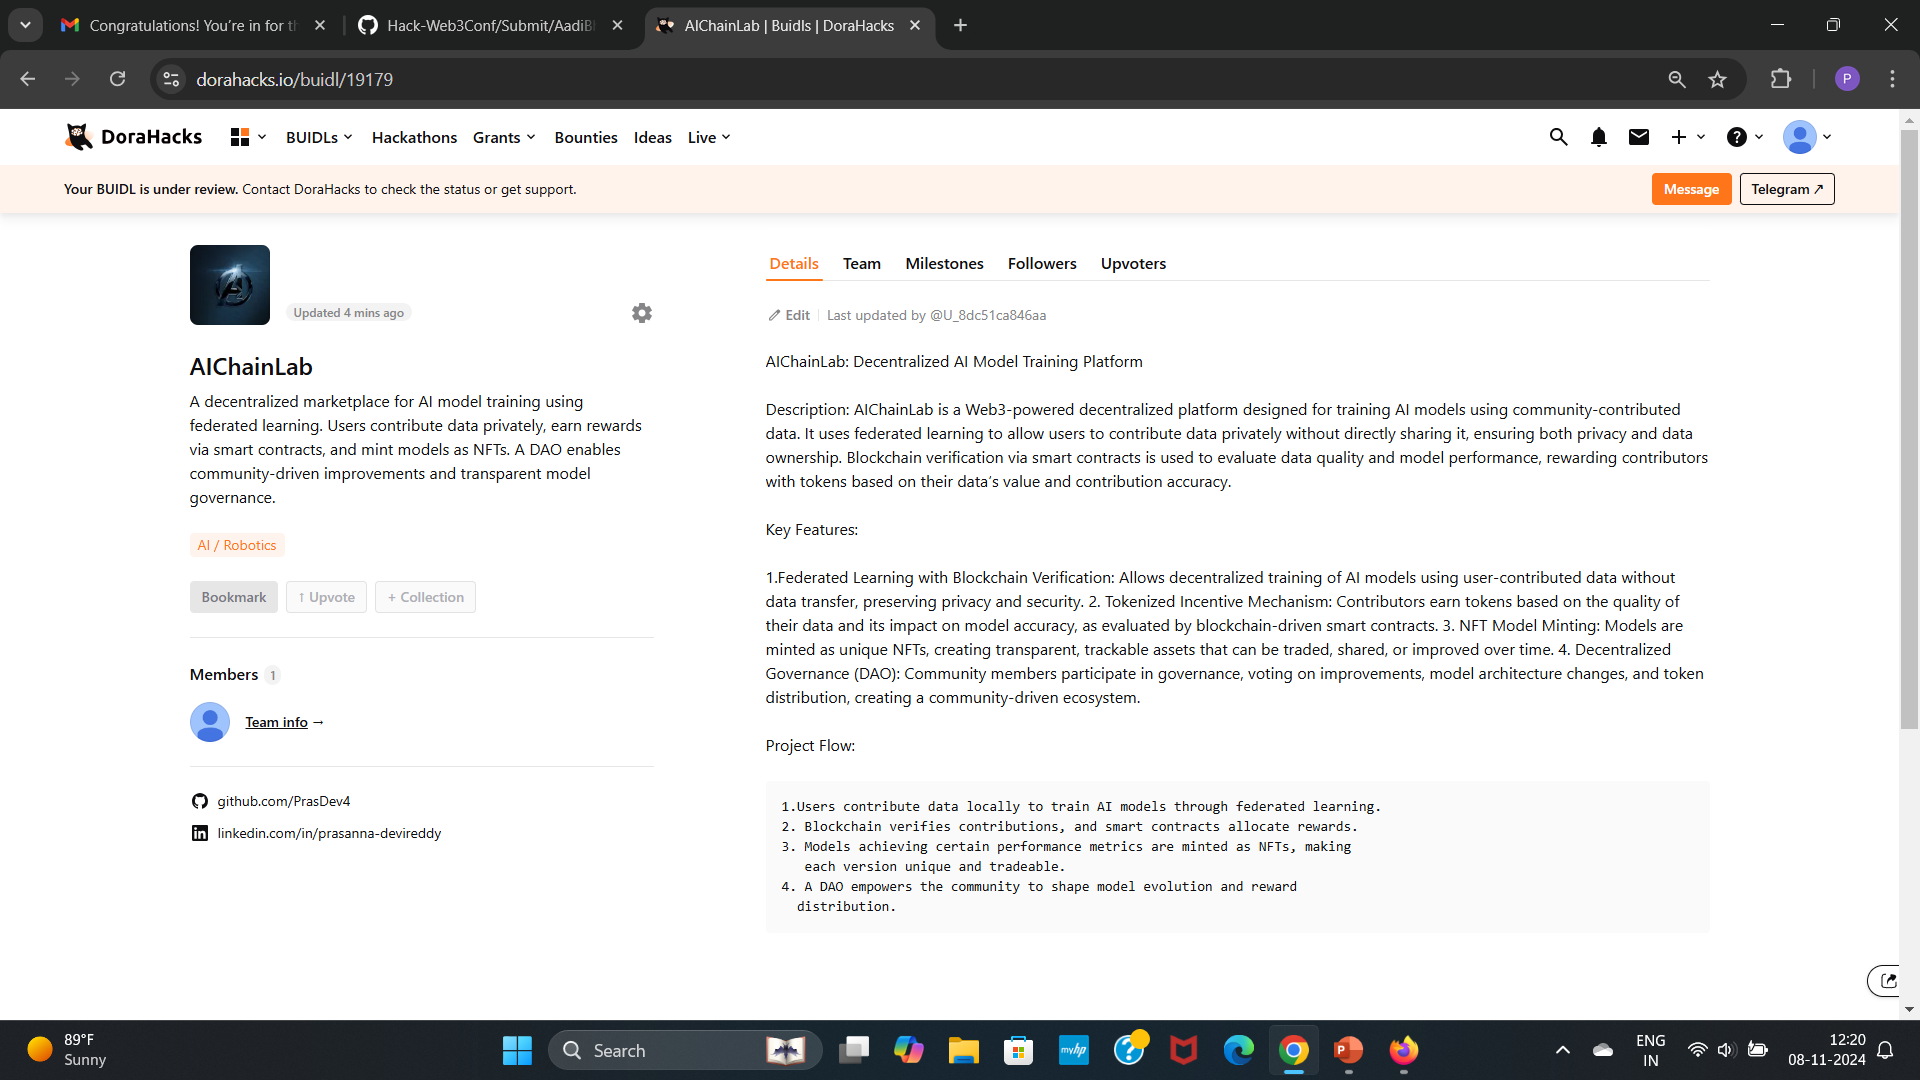 Congratulations! You’re in for th
Hack-Web3Conf/Submit/AadiBh
AIChainLab | Buidls | DoraHacks
dorahacks.io/buidl/19179
P
DoraHacks
BUIDLs
Hackathons
Grants
Bounties
Ideas
Live
Your BUIDL is under review. Contact DoraHacks to check the status or get support.
Message
Telegram ↗
Updated 4 mins ago
AIChainLab
A decentralized marketplace for AI model training using
federated learning. Users contribute data privately, earn rewards
via smart contracts, and mint models as NFTs. A DAO enables
community-driven improvements and transparent model
governance.
AI / Robotics
Bookmark
↑ Upvote
+ Collection
Members 1
Team info →
github.com/PrasDev4
linkedin.com/in/prasanna-devireddy
Details
Team
Milestones
Followers
Upvoters
Edit
Last updated by @U_8dc51ca846aa
AIChainLab: Decentralized AI Model Training Platform
Description: AIChainLab is a Web3-powered decentralized platform designed for training AI models using community-contributed
data. It uses federated learning to allow users to contribute data privately without directly sharing it, ensuring both privacy and data
ownership. Blockchain verification via smart contracts is used to evaluate data quality and model performance, rewarding contributors
with tokens based on their data’s value and contribution accuracy.
Key Features:
1.Federated Learning with Blockchain Verification: Allows decentralized training of AI models using user-contributed data without
data transfer, preserving privacy and security. 2. Tokenized Incentive Mechanism: Contributors earn tokens based on the quality of
their data and its impact on model accuracy, as evaluated by blockchain-driven smart contracts. 3. NFT Model Minting: Models are
minted as unique NFTs, creating transparent, trackable assets that can be traded, shared, or improved over time. 4. Decentralized
Governance (DAO): Community members participate in governance, voting on improvements, model architecture changes, and token
distribution, creating a community-driven ecosystem.
Project Flow:
1.Users contribute data locally to train AI models through federated learning.
2. Blockchain verifies contributions, and smart contracts allocate rewards.
3. Models achieving certain performance metrics are minted as NFTs, making
each version unique and tradeable.
4. A DAO empowers the community to shape model evolution and reward
distribution.
89°F
Sunny
Search
myhp
ENG
IN
12:20
08-11-2024